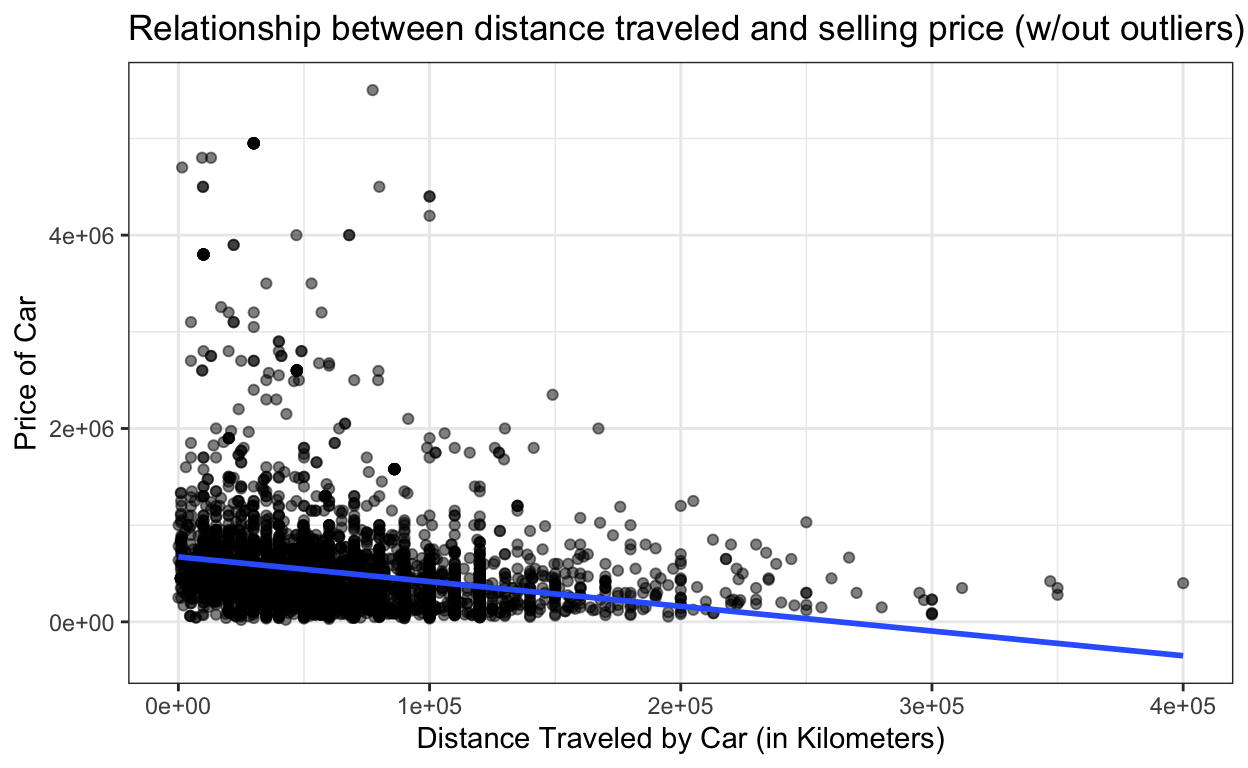 Relationship between distance traveled and selling price (w/out outliers)
Price of Car
4e+06
2e+06
0e+00
0e+00 1e+05 2e+05 3e+05 4e+05
Distance Traveled by Car (in Kilometers)